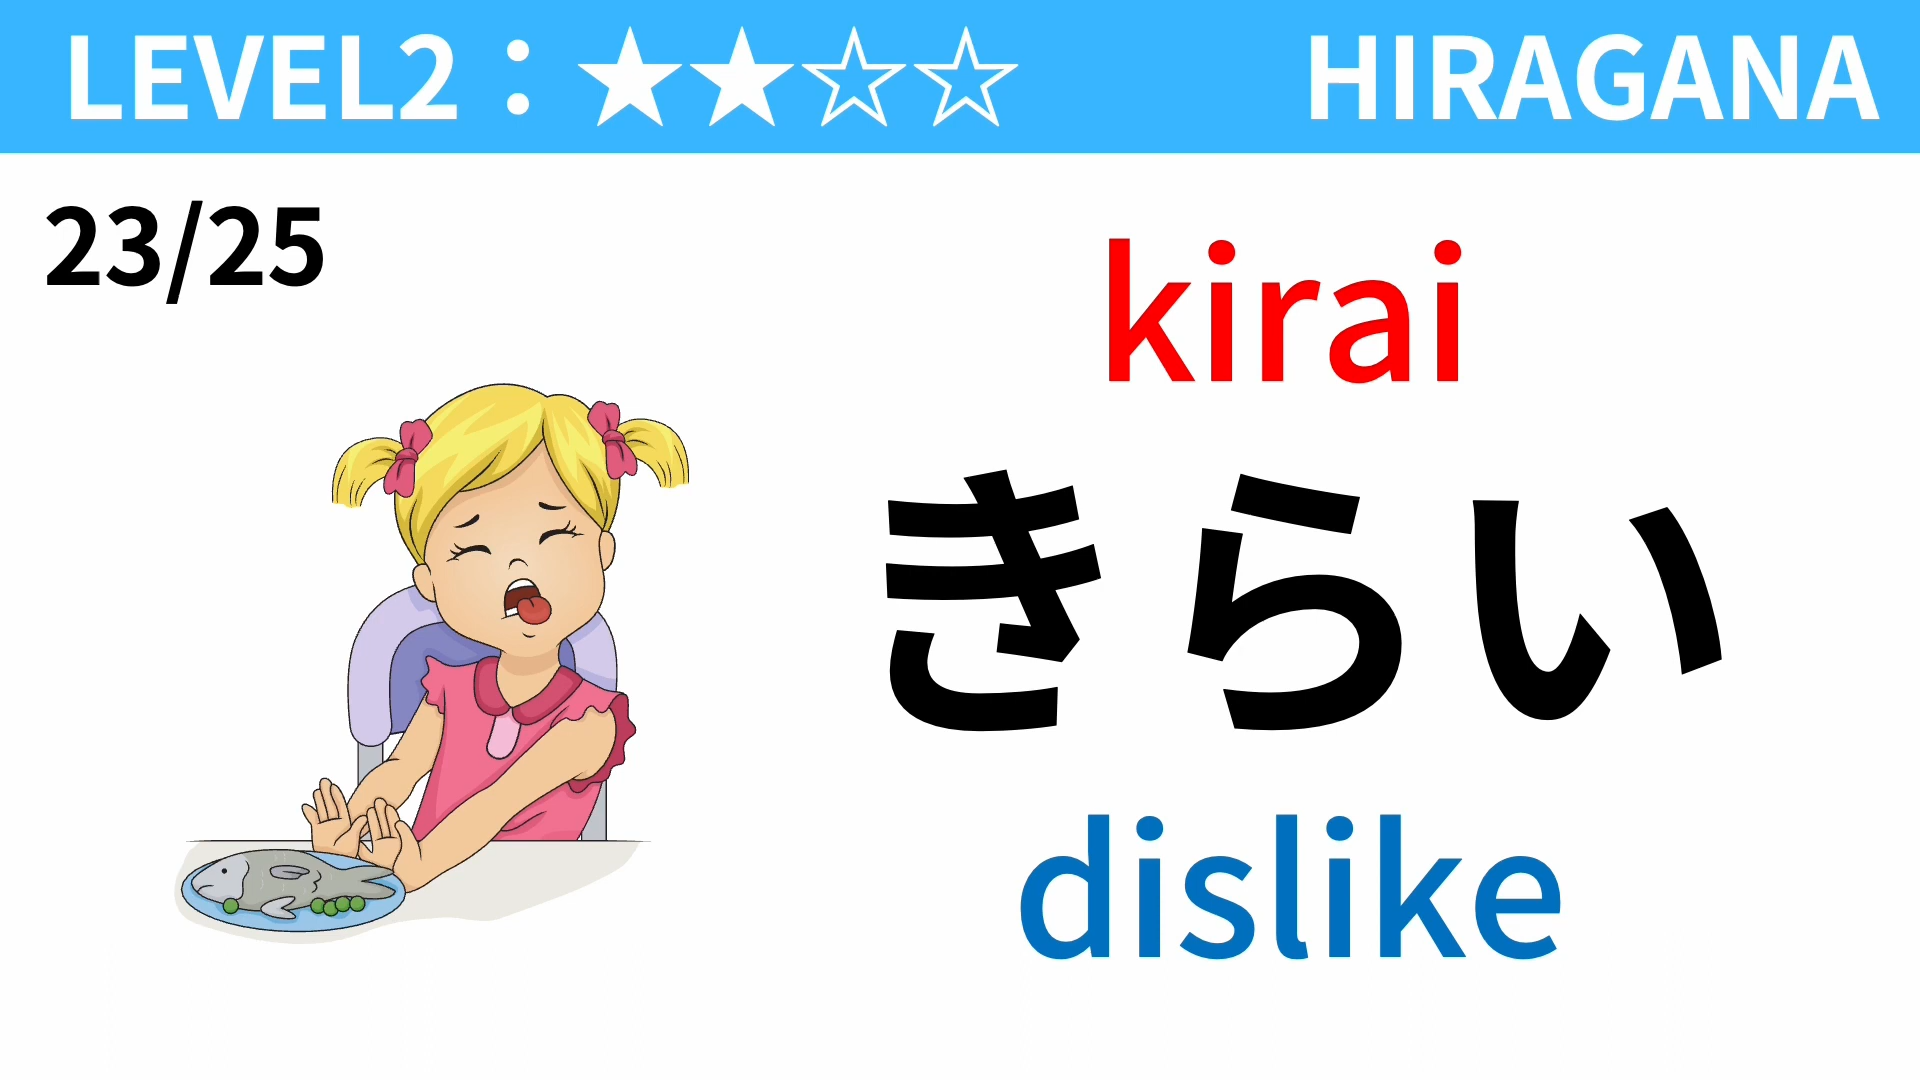 LEVEL2：★★☆☆ HIRAGANA
23/25
kirai
きらい
dislike